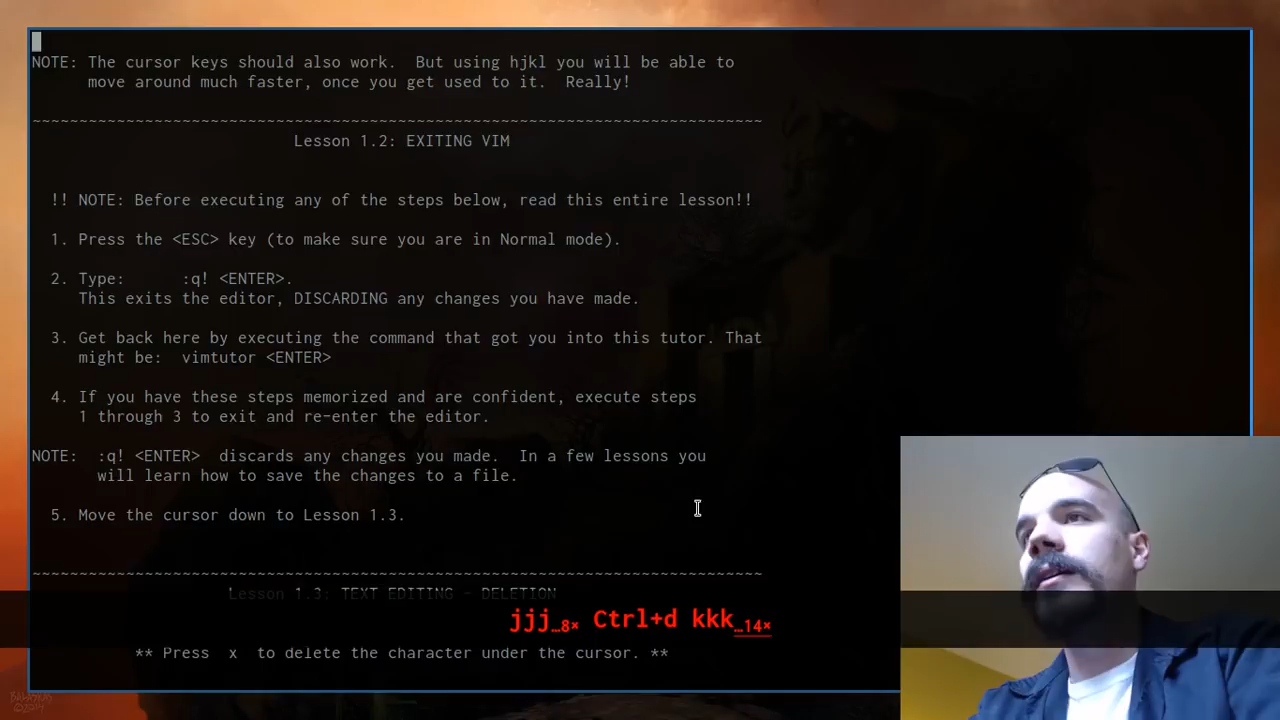 NOTE: The cursor keys should also work.  But using hjkl you will be able to
move around much faster, once you get used to it.  Really!
~~~~~~~~~~~~~~~~~~~~~~~~~~~~~~~~~~~~~~~~~~~~~~~~~~~~~~~~~~~~~~~~~~~~~~~~~~~~~~
Lesson 1.2: EXITING VIM
!! NOTE: Before executing any of the steps below, read this entire lesson!!
1. Press the <ESC> key (to make sure you are in Normal mode).
2. Type:      :q! <ENTER>.
This exits the editor, DISCARDING any changes you have made.
3. Get back here by executing the command that got you into this tutor. That
might be:  vimtutor <ENTER>
4. If you have these steps memorized and are confident, execute steps
1 through 3 to exit and re-enter the editor.
NOTE:  :q! <ENTER>  discards any changes you made.  In a few lessons you
will learn how to save the changes to a file.
5. Move the cursor down to Lesson 1.3.
~~~~~~~~~~~~~~~~~~~~~~~~~~~~~~~~~~~~~~~~~~~~~~~~~~~~~~~~~~~~~~~~~~~~~~~~~~~~~~
Lesson 1.3: TEXT EDITING - DELETION
jjj…8× Ctrl+d kkk…14×
** Press  x  to delete the character under the cursor. **